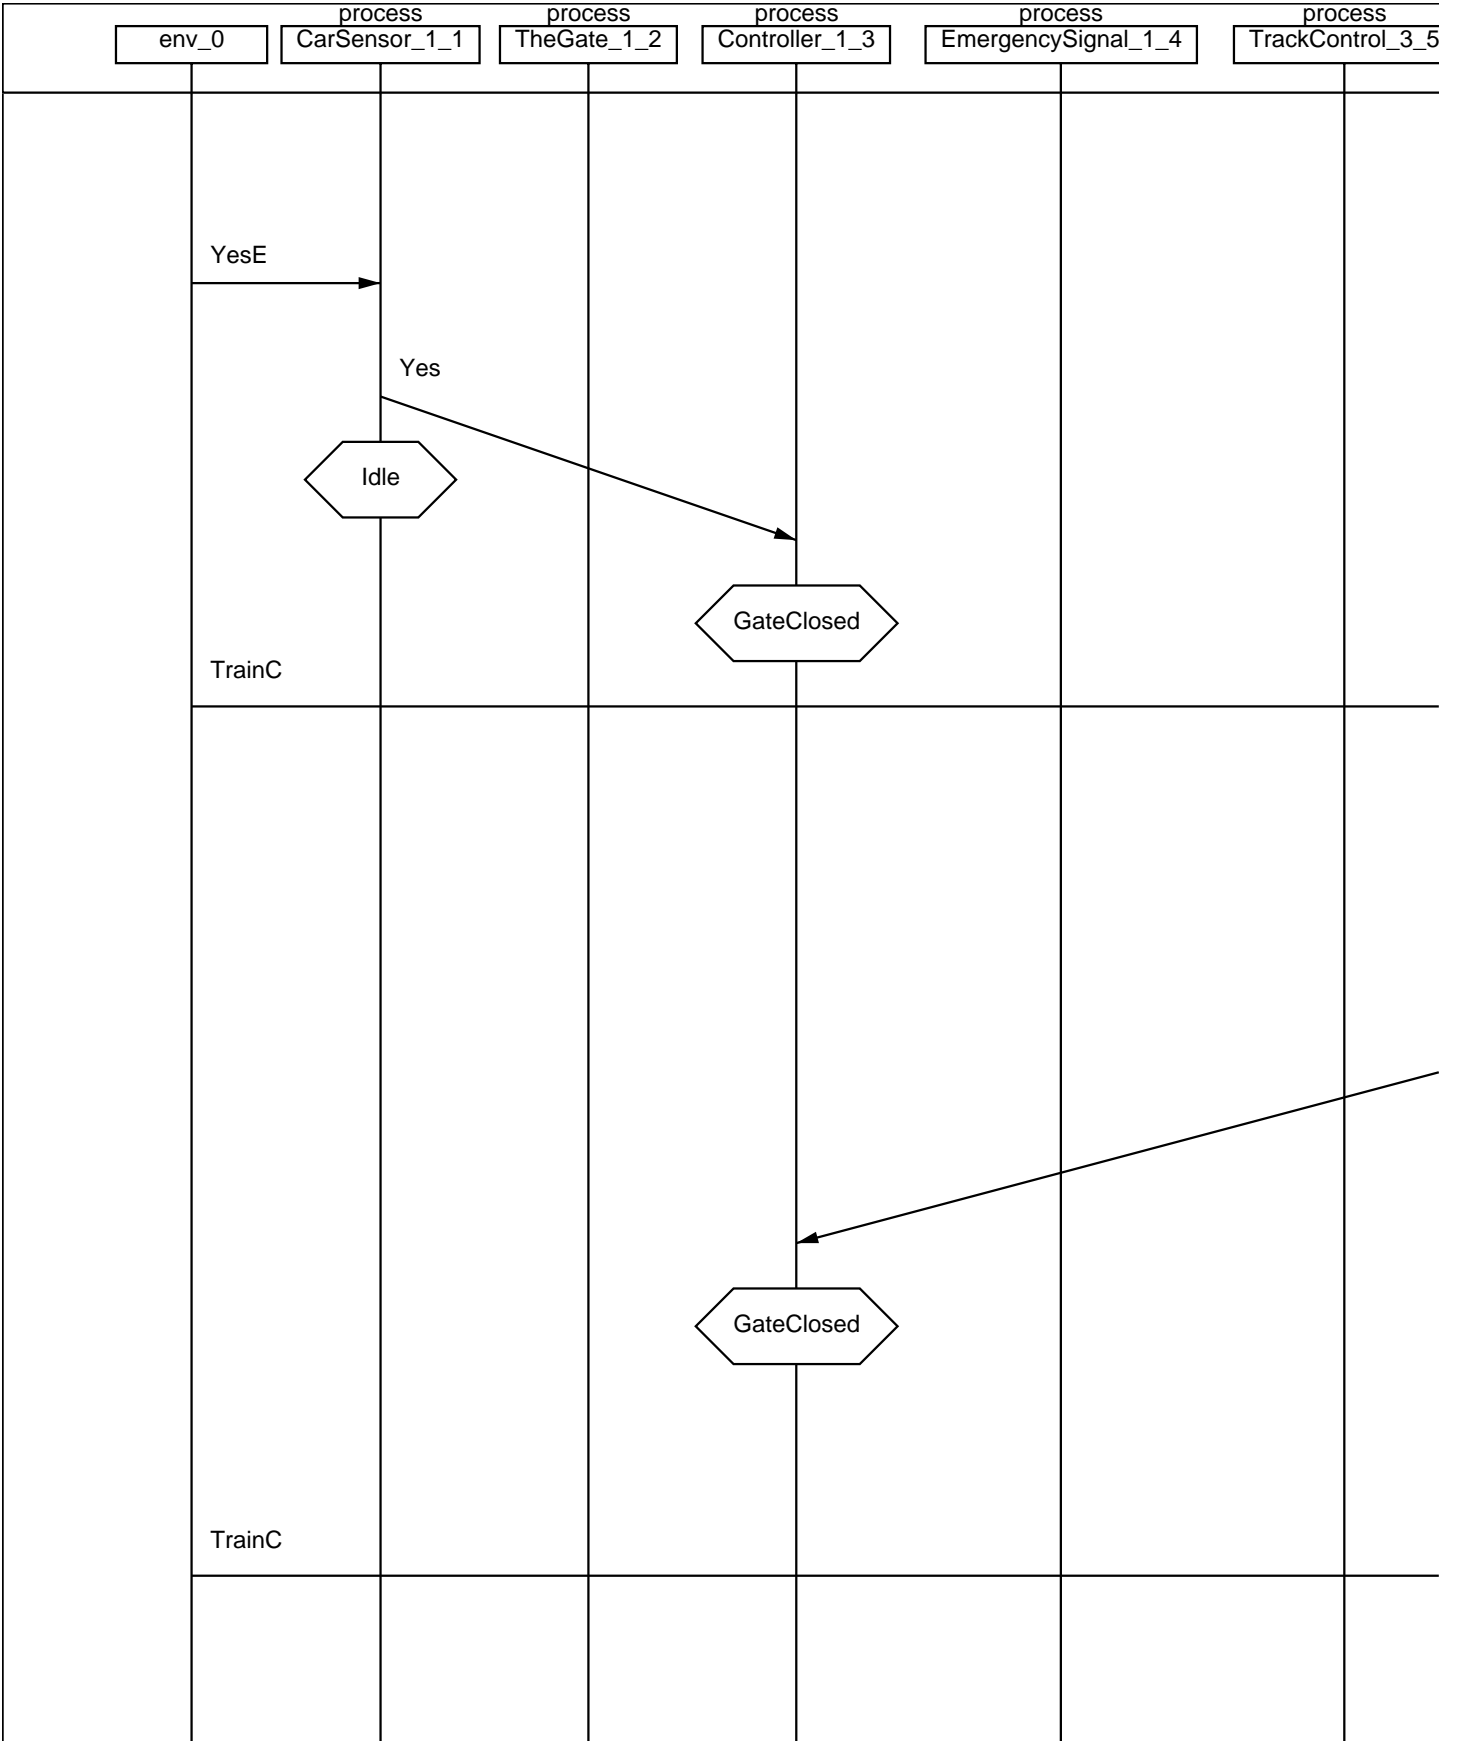 process process process process process
env_0 CarSensor_1_1 TheGate_1_2 Controller_1_3 EmergencySignal_1_4 TrackControl_3_5
YesE
Yes
Idle
GateClosed
TrainC
GateClosed
TrainC